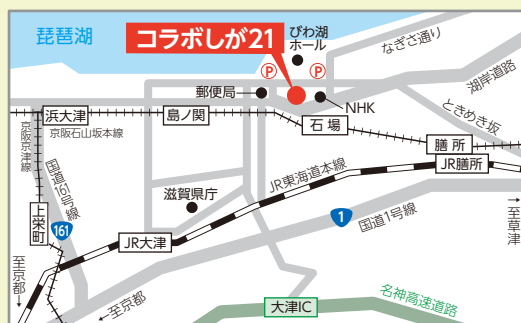 琵琶湖
コラボしが21
びわ湖
ホール
なぎさ通り
湖岸道路
P
P
郵便局
NHK
ときめき坂
浜大津
島ノ関
石場
膳所
京阪石山坂本線
京阪京津線
JR膳所
国道161号線
JR東海道本線
滋賀県庁
上栄町
161
1
国道1号線
至草津
JR大津
至京都
至京都
大津IC
名神高速道路